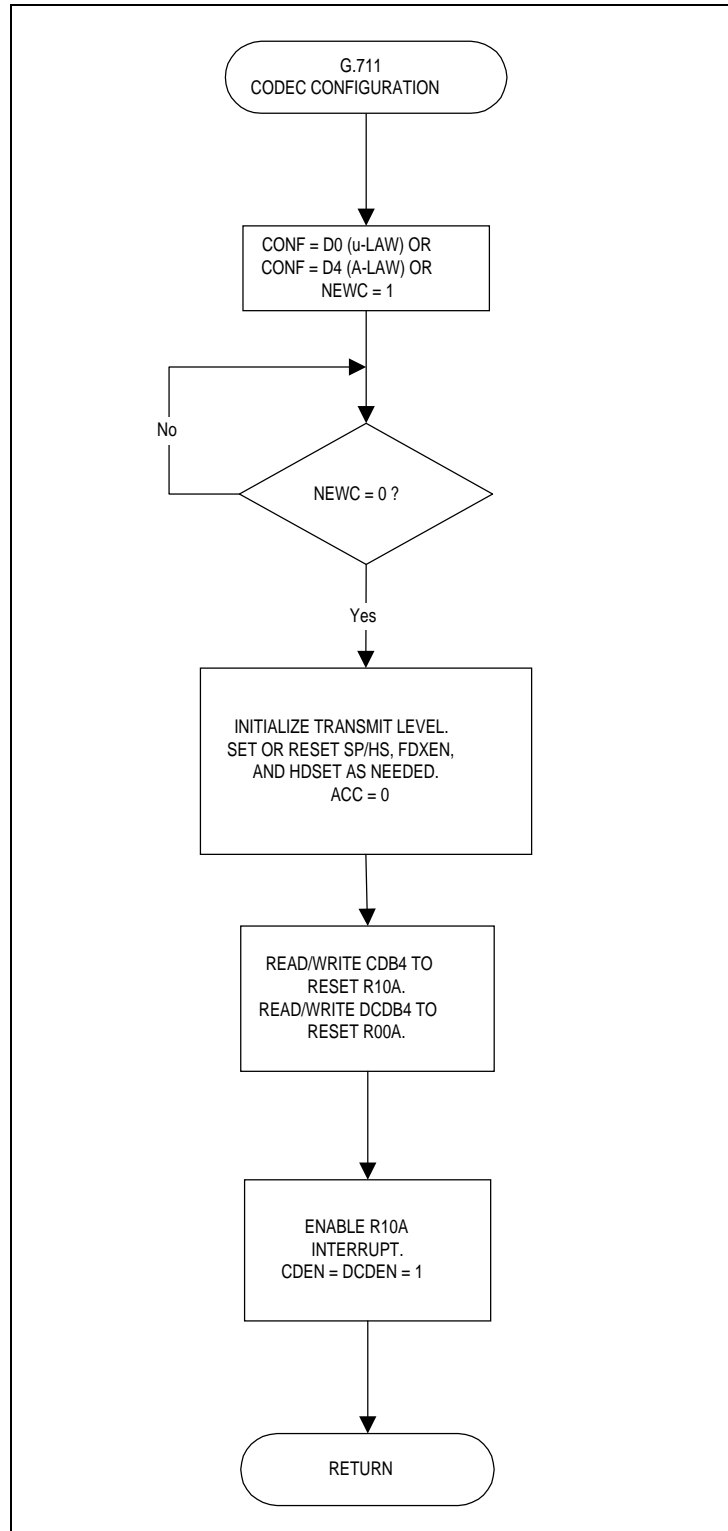 G.711
CODEC CONFIGURATION
CONF = D0 (u-LAW) OR
CONF = D4 (A-LAW) OR
NEWC = 1
No
NEWC = 0 ?
Yes
INITIALIZE TRANSMIT LEVEL.
SET OR RESET SP/HS, FDXEN,
AND HDSET AS NEEDED.
ACC = 0
READ/WRITE CDB4 TO
RESET R10A.
READ/WRITE DCDB4 TO
RESET R00A.
ENABLE R10A
INTERRUPT.
CDEN = DCDEN = 1
RETURN